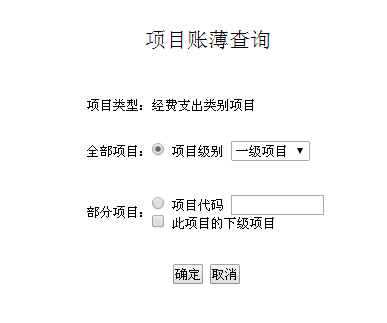 项目账薄查询
项目类型：经费支出类别项目
全部项目： 项目级别 一级项目
部分项目： 项目代码
此项目的下级项目
确定 取消